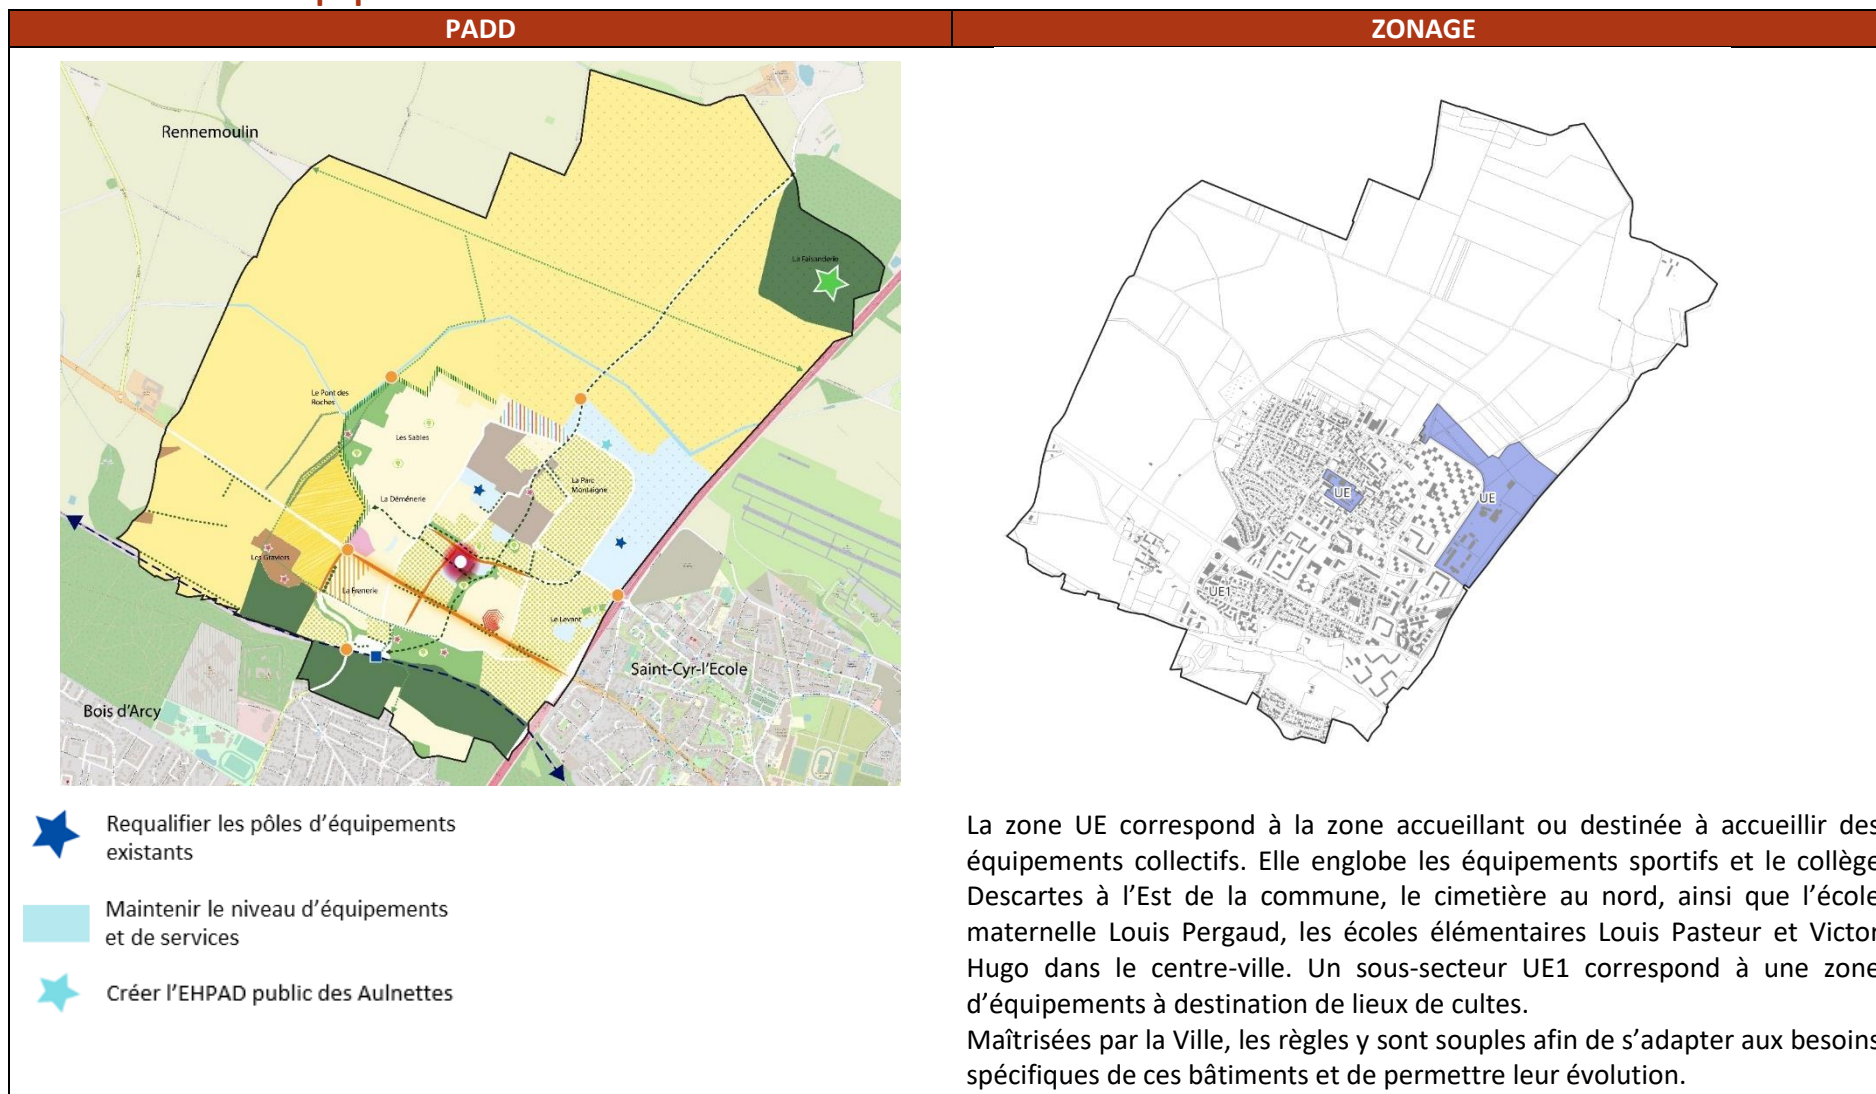 PADD
ZONAGE
Rennemoulin
La Faisanderie
Le Pont des
Roches
Les Sables
La Parc
Montaigne
La Déménerie
Les Graviers
La Frenerie
Le Levant
Saint-Cyr-l'Ecole
Bois d'Arcy
UE
UE
UE1
Requalifier les pôles d'équipements
existants
Maintenir le niveau d'équipements
et de services
Créer l'EHPAD public des Aulnettes
La zone UE correspond à la zone accueillant ou destinée à accueillir des
équipements collectifs. Elle englobe les équipements sportifs et le collège
Descartes à l'Est de la commune, le cimetière au nord, ainsi que l'école
maternelle Louis Pergaud, les écoles élémentaires Louis Pasteur et Victor
Hugo dans le centre-ville. Un sous-secteur UE1 correspond à une zone
d'équipements à destination de lieux de cultes.
Maîtrisées par la Ville, les règles y sont souples afin de s'adapter aux besoins
spécifiques de ces bâtiments et de permettre leur évolution.